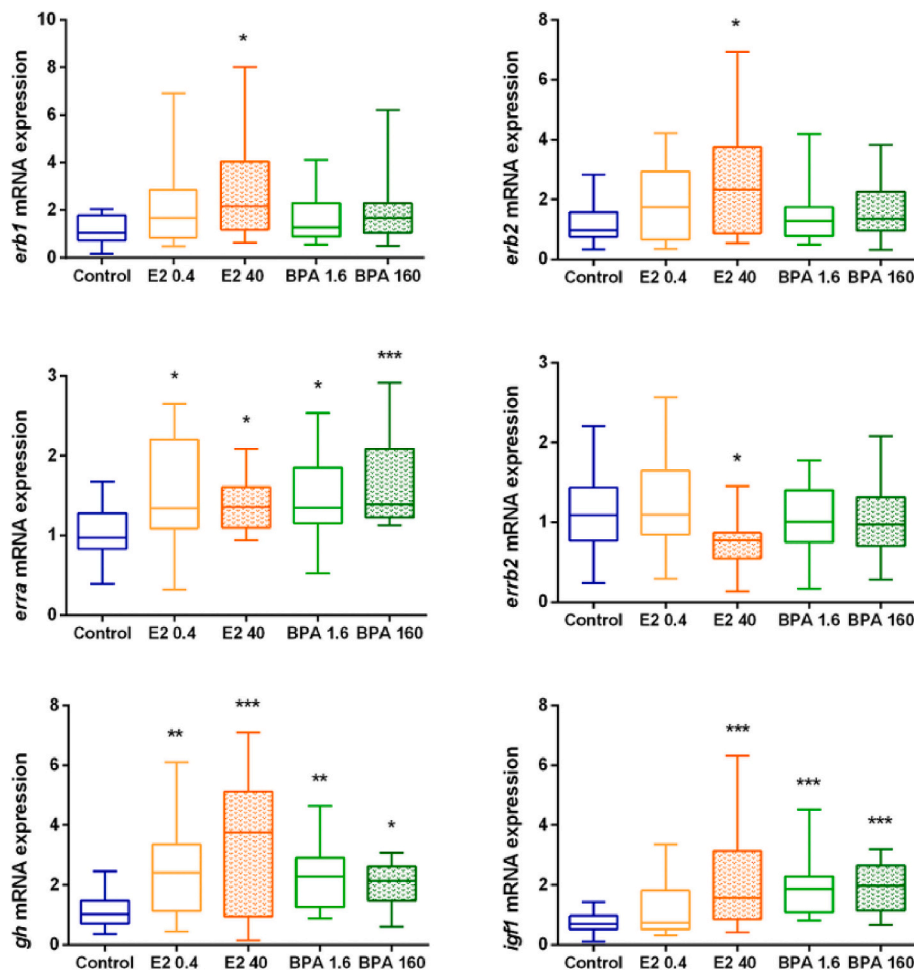 erb1 mRNA expression
10
8
6
4
2
0
*
Control E2 0.4 E2 40 BPA 1.6 BPA 160
erb2 mRNA expression
8
6
4
2
0
*
Control E2 0.4 E2 40 BPA 1.6 BPA 160
erra mRNA expression
3
2
1
0
* * * ***
Control E2 0.4 E2 40 BPA 1.6 BPA 160
errb2 mRNA expression
3
2
1
0
*
Control E2 0.4 E2 40 BPA 1.6 BPA 160
gh mRNA expression
8
6
4
2
0
** *** ** *
Control E2 0.4 E2 40 BPA 1.6 BPA 160
igf1 mRNA expression
8
6
4
2
0
*** *** ***
Control E2 0.4 E2 40 BPA 1.6 BPA 160